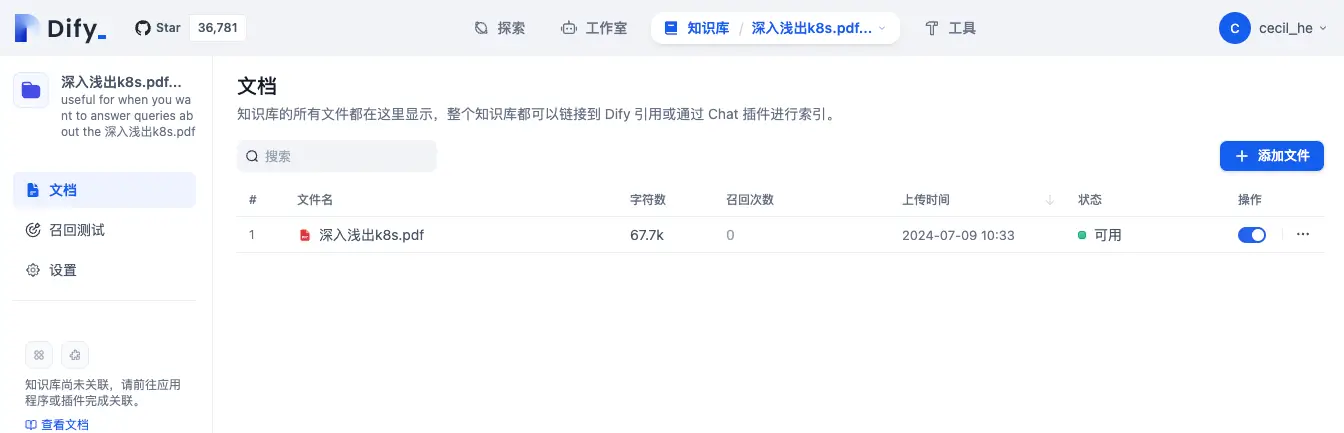 Dify_
Star 36,781
探索
工作室
知识库 / 深入浅出k8s.pdf...
工具
C
cecil_he
深入浅出k8s.pdf...
useful for when you wa
nt to answer queries ab
out the 深入浅出k8s.pdf
文档
召回测试
设置
知识库尚未关联，请前往应用
程序或插件完成关联。
查看文档
文档
知识库的所有文件都在这里显示，整个知识库都可以链接到 Dify 引用或通过 Chat 插件进行索引。
搜索
添加文件
# 文件名 字符数 召回次数 上传时间 状态 操作
1 深入浅出k8s.pdf 67.7k 0 2024-07-09 10:33 可用 ...